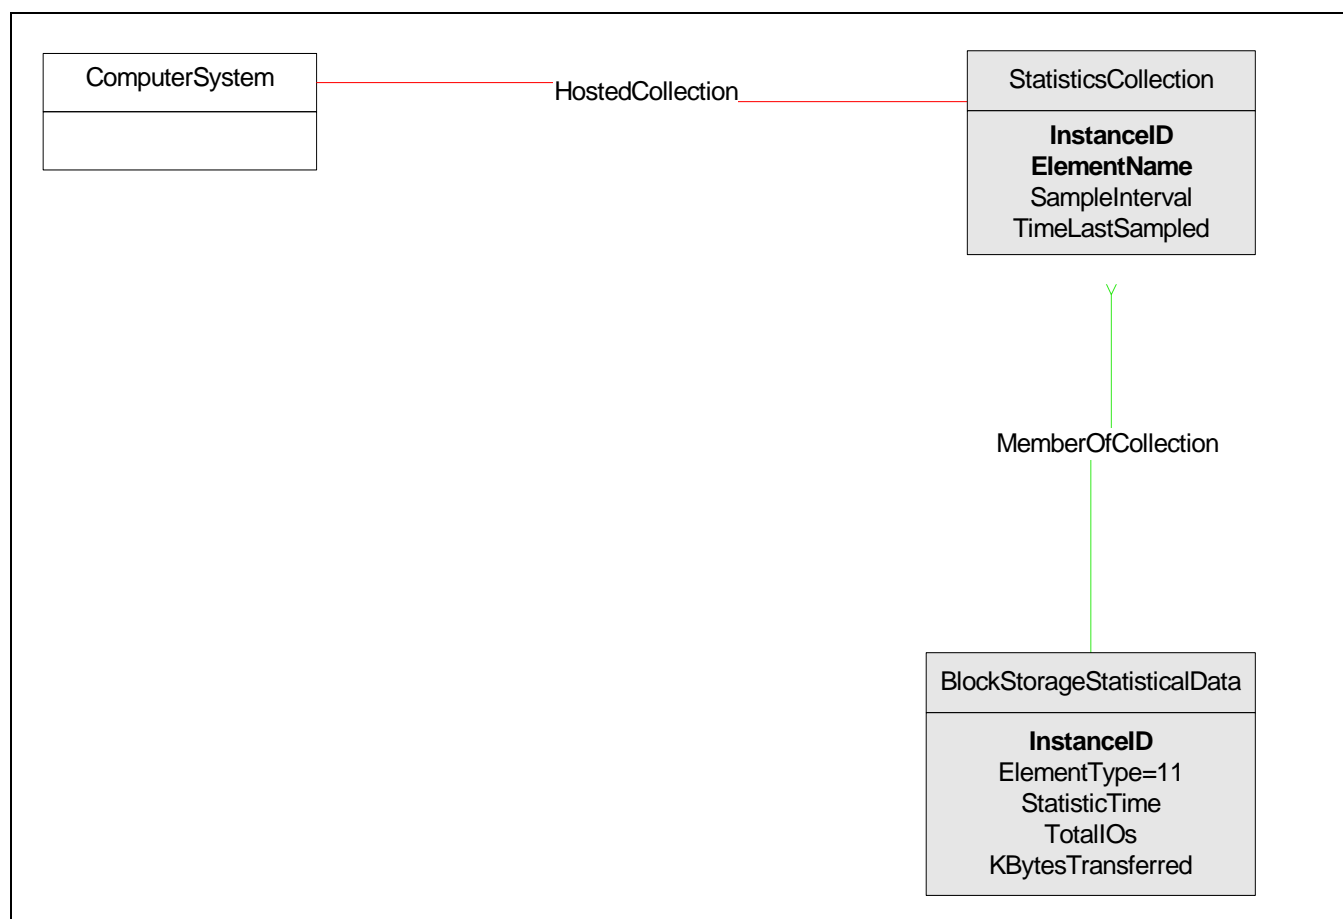 ComputerSystem
HostedCollection
StatisticsCollection
InstanceID
ElementName
SampleInterval
TimeLastSampled
MemberOfCollection
BlockStorageStatisticalData
InstanceID
ElementType=11
StatisticTime
TotalIOs
KBytesTransferred